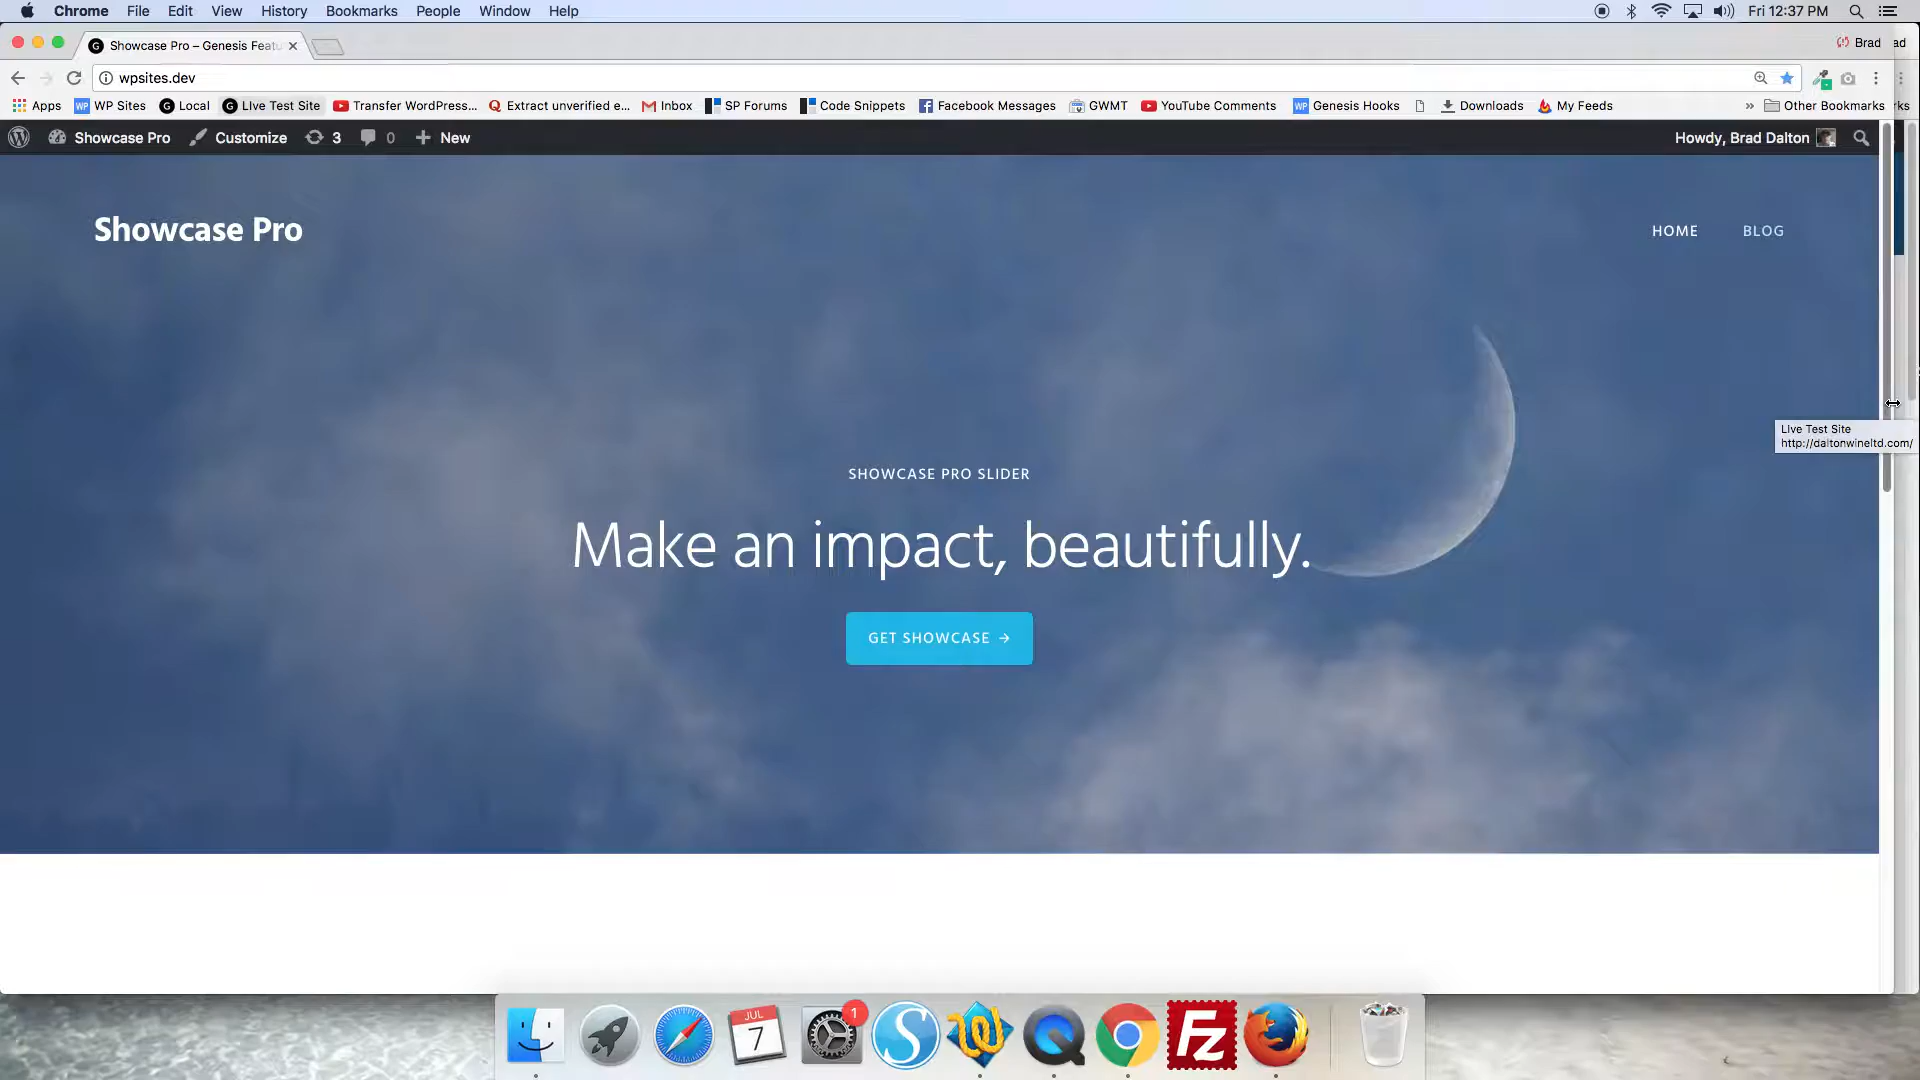 Chrome File Edit View History Bookmarks People Window Help Fri 12:37 PM
Showcase Pro – Genesis Featu Brad ad
wpsites.dev
Apps WP Sites Local LIve Test Site Transfer WordPress... Extract unverified e... Inbox SP Forums Code Snippets Facebook Messages GWMT YouTube Comments Genesis Hooks Downloads My Feeds » Other Bookmarks ks
Showcase Pro Customize 3 0 New Howdy, Brad Dalton
Showcase Pro HOME BLOG
LIve Test Site
http://daltonwineltd.com/
SHOWCASE PRO SLIDER
Make an impact, beautifully.
GET SHOWCASE →
JUL
7
1
S
Fz